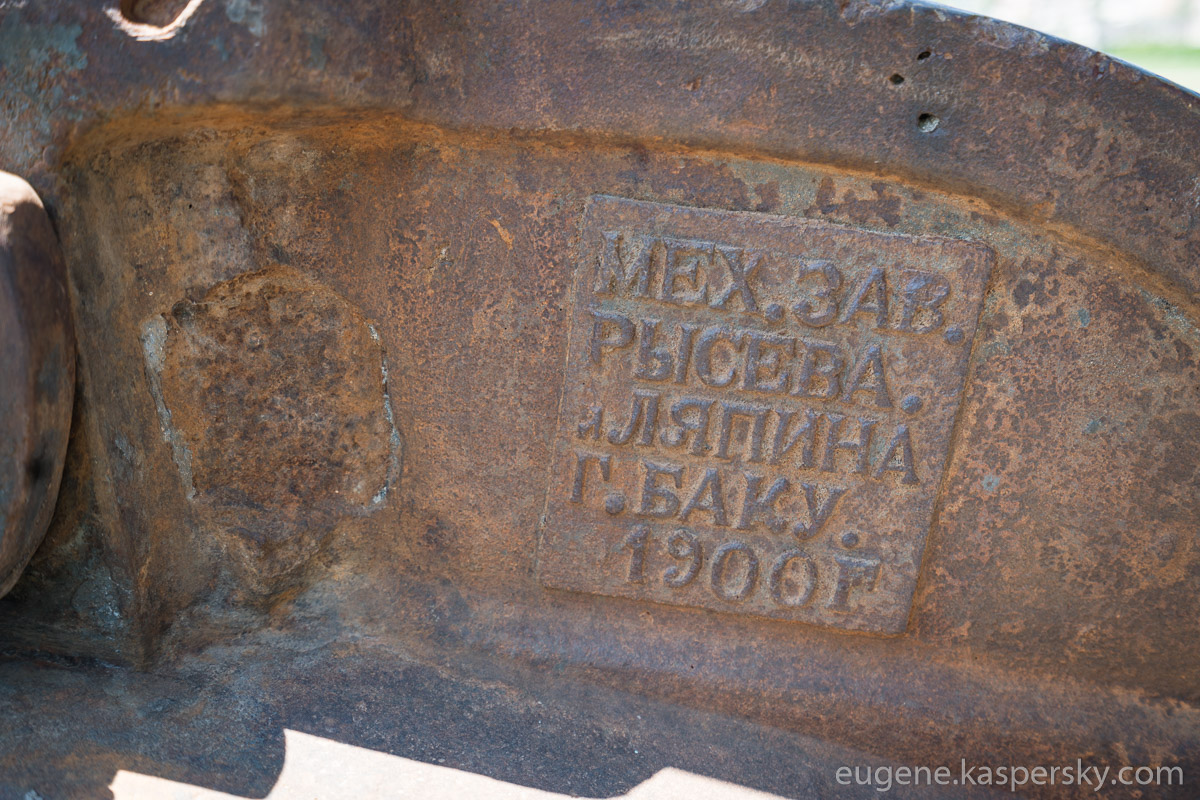 МЕХ. ЗАВ.
РЫСЕВА.
и ЛЯПИНА
Г. БАКУ.
1900 Г
eugene.kaspersky.com